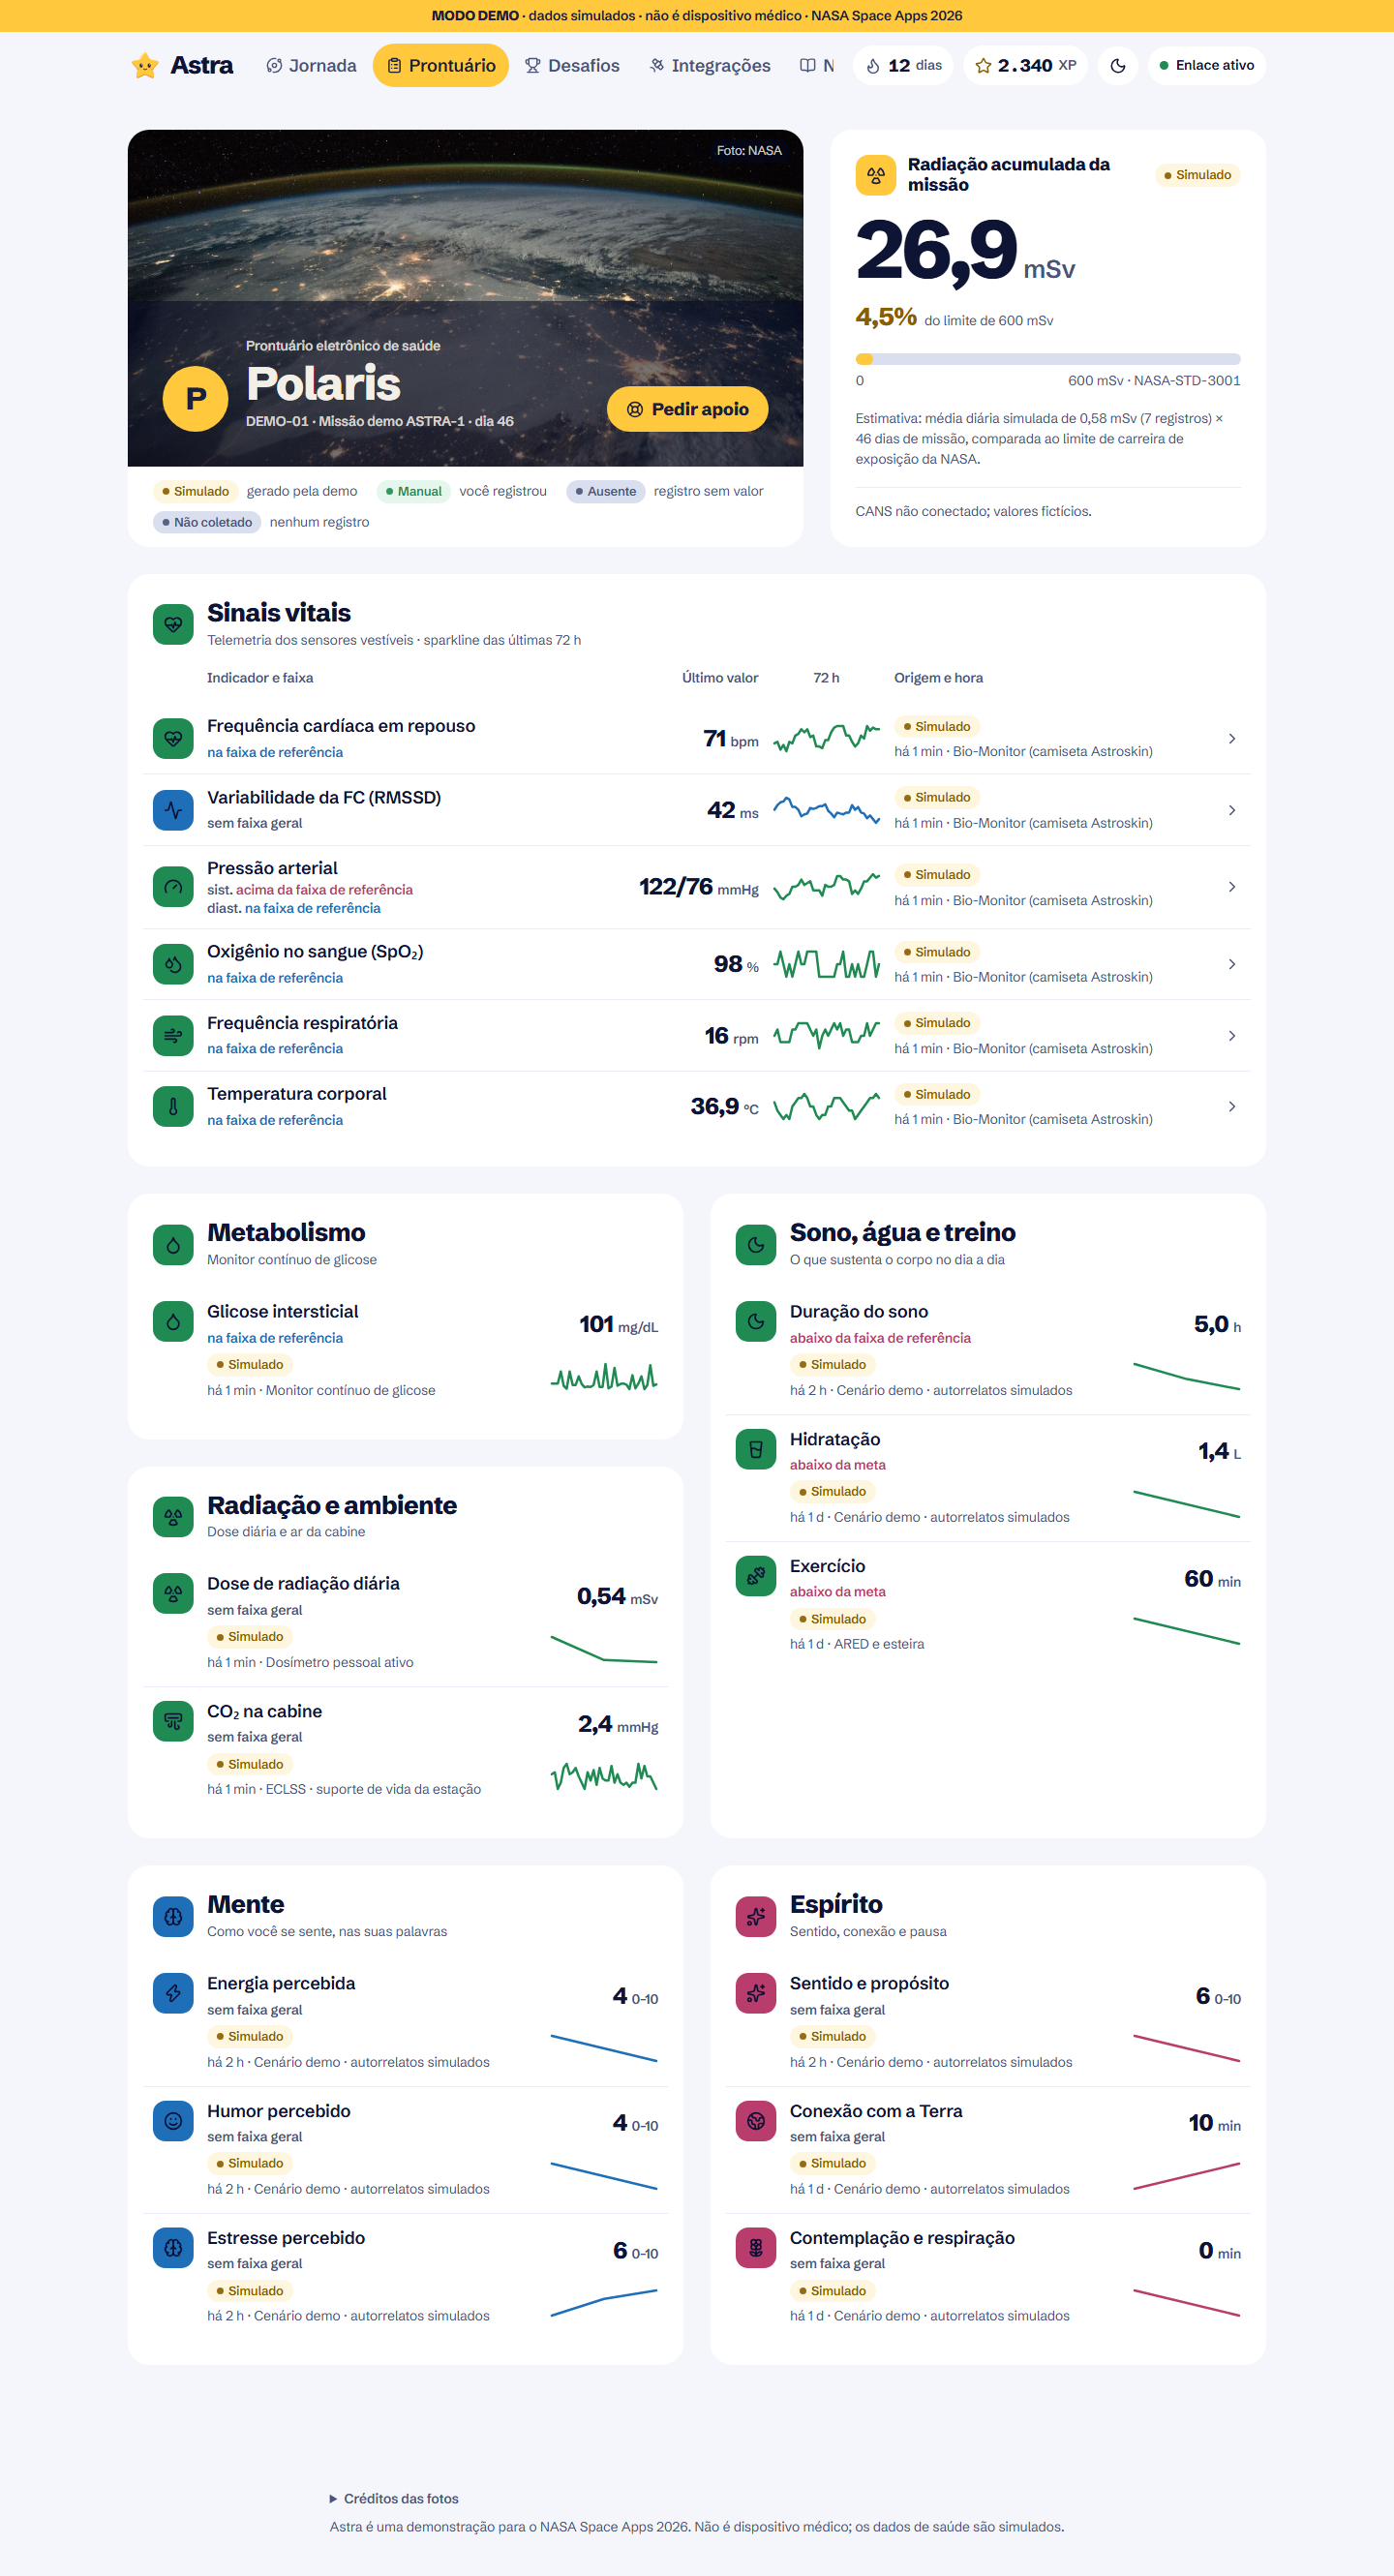 MODO DEMO · dados simulados · não é dispositivo médico · NASA Space Apps 2026
Astra
Jornada
Prontuário
Desafios
Integrações
N
12 dias
2.340 XP
Enlace ativo
Foto: NASA
Prontuário eletrônico de saúde
P
Polaris
DEMO-01 · Missão demo ASTRA-1 · dia 46
Pedir apoio
Simulado gerado pela demo
Manual você registrou
Ausente registro sem valor
Não coletado nenhum registro
Radiação acumulada da
missão
Simulado
26,9 mSv
4,5% do limite de 600 mSv
0
600 mSv · NASA-STD-3001
Estimativa: média diária simulada de 0,58 mSv (7 registros) ×
46 dias de missão, comparada ao limite de carreira de
exposição da NASA.
CANS não conectado; valores fictícios.
Sinais vitais
Telemetria dos sensores vestíveis · sparkline das últimas 72 h
Indicador e faixa
Último valor
72 h
Origem e hora
Frequência cardíaca em repouso
na faixa de referência
71 bpm
Simulado
há 1 min · Bio-Monitor (camiseta Astroskin)
Variabilidade da FC (RMSSD)
sem faixa geral
42 ms
Simulado
há 1 min · Bio-Monitor (camiseta Astroskin)
Pressão arterial
sist. acima da faixa de referência
diast. na faixa de referência
122/76 mmHg
Simulado
há 1 min · Bio-Monitor (camiseta Astroskin)
Oxigênio no sangue (SpO₂)
na faixa de referência
98 %
Simulado
há 1 min · Bio-Monitor (camiseta Astroskin)
Frequência respiratória
na faixa de referência
16 rpm
Simulado
há 1 min · Bio-Monitor (camiseta Astroskin)
Temperatura corporal
na faixa de referência
36,9 °C
Simulado
há 1 min · Bio-Monitor (camiseta Astroskin)
Metabolismo
Monitor contínuo de glicose
Glicose intersticial
na faixa de referência
101 mg/dL
Simulado
há 1 min · Monitor contínuo de glicose
Radiação e ambiente
Dose diária e ar da cabine
Dose de radiação diária
sem faixa geral
0,54 mSv
Simulado
há 1 min · Dosímetro pessoal ativo
CO₂ na cabine
sem faixa geral
2,4 mmHg
Simulado
há 1 min · ECLSS · suporte de vida da estação
Sono, água e treino
O que sustenta o corpo no dia a dia
Duração do sono
abaixo da faixa de referência
5,0 h
Simulado
há 2 h · Cenário demo · autorrelatos simulados
Hidratação
abaixo da meta
1,4 L
Simulado
há 1 d · Cenário demo · autorrelatos simulados
Exercício
abaixo da meta
60 min
Simulado
há 1 d · ARED e esteira
Mente
Como você se sente, nas suas palavras
Energia percebida
sem faixa geral
4 0-10
Simulado
há 2 h · Cenário demo · autorrelatos simulados
Humor percebido
sem faixa geral
4 0-10
Simulado
há 2 h · Cenário demo · autorrelatos simulados
Estresse percebido
sem faixa geral
6 0-10
Simulado
há 2 h · Cenário demo · autorrelatos simulados
Espírito
Sentido, conexão e pausa
Sentido e propósito
sem faixa geral
6 0-10
Simulado
há 2 h · Cenário demo · autorrelatos simulados
Conexão com a Terra
sem faixa geral
10 min
Simulado
há 1 d · Cenário demo · autorrelatos simulados
Contemplação e respiração
sem faixa geral
0 min
Simulado
há 1 d · Cenário demo · autorrelatos simulados
Créditos das fotos
Astra é uma demonstração para o NASA Space Apps 2026. Não é dispositivo médico; os dados de saúde são simulados.